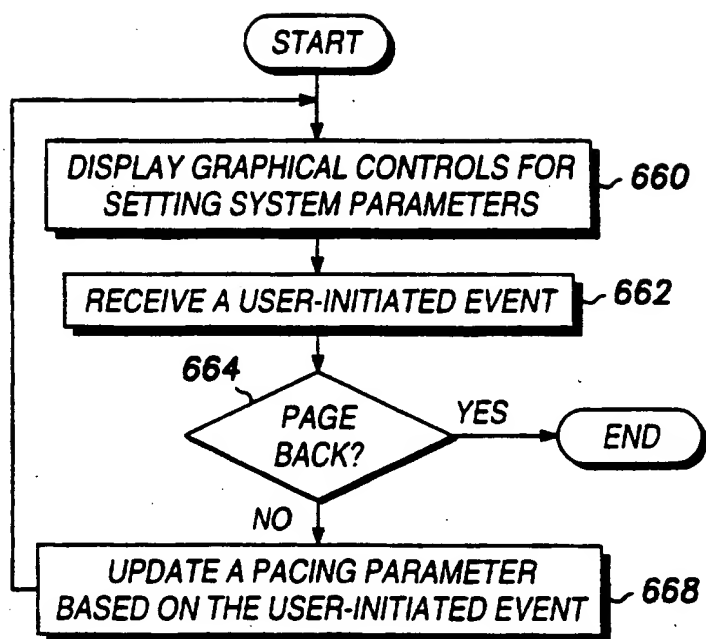 START
DISPLAY GRAPHICAL CONTROLS FOR
SETTING SYSTEM PARAMETERS
660
RECEIVE A USER-INITIATED EVENT
662
664
PAGE
BACK?
YES
END
NO
UPDATE A PACING PARAMETER
BASED ON THE USER-INITIATED EVENT
668